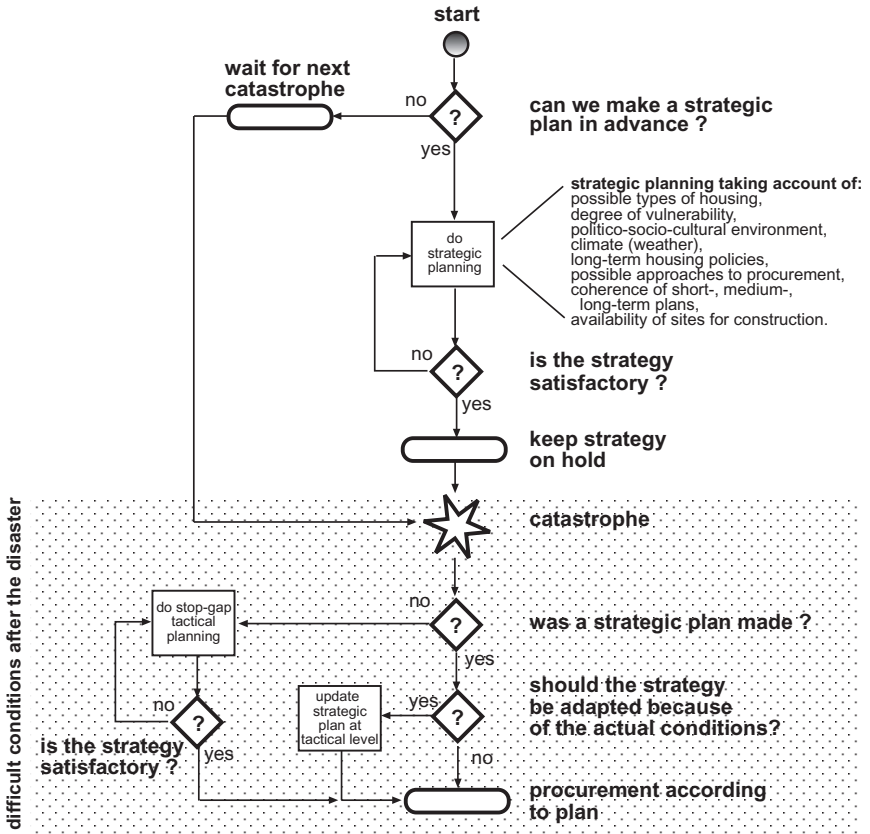 start
wait for next
catastrophe
no
?
can we make a strategic
plan in advance ?
yes
strategic planning taking account of:
possible types of housing,
degree of vulnerability,
politico-socio-cultural environment,
climate (weather),
long-term housing policies,
possible approaches to procurement,
coherence of short-, medium-,
long-term plans,
availability of sites for construction.
do
strategic
planning
no
?
is the strategy
satisfactory ?
yes
keep strategy
on hold
difficult conditions after the disaster
catastrophe
do stop-gap
tactical
planning
no
?
was a strategic plan made ?
yes
update
strategic
plan at
tactical level
yes
?
should the strategy
be adapted because
of the actual conditions?
no
no
?
is the strategy
satisfactory ?
yes
procurement according
to plan